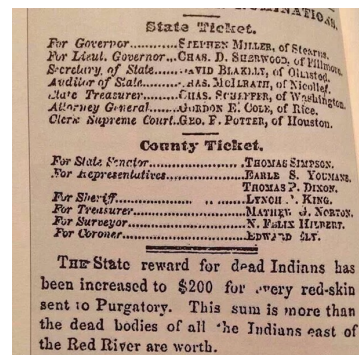 NOMINATIONS,
State Ticket.
For Governor............STEPHEN MILLER, of Stearns.
For Lieut. Governor...CHAS. D. SHERWOOD, of Fillmore.
Secretary of State......DAVID BLAKELY, of Olmsted.
Auditor of State.........CHAS. McILRATH, of Nicollet.
State Treasurer..........CHAS. SCHEFFER, of Washington.
Attorney General.......GORDON E. COLE, of Rice.
Clerk Supreme Court..GEO. F. POTTER, of Houston.
County Ticket.
For State Senator.....................THOMAS SIMPSON.
For Representatives..................EARLE S. YOUMANS.
THOMAS P. DIXON.
For Sheriff..............................KING.
For Treasurer..........................MATHEW G. NORTON.
For Surveyor...........................N. FELIX HILBERT.
For Coroner............................EDWARD ELY.
THE State reward for dead Indians has
been increased to $200 for every red-skin
sent to Purgatory. This sum is more than
the dead bodies of all the Indians east of
the Red River are worth.